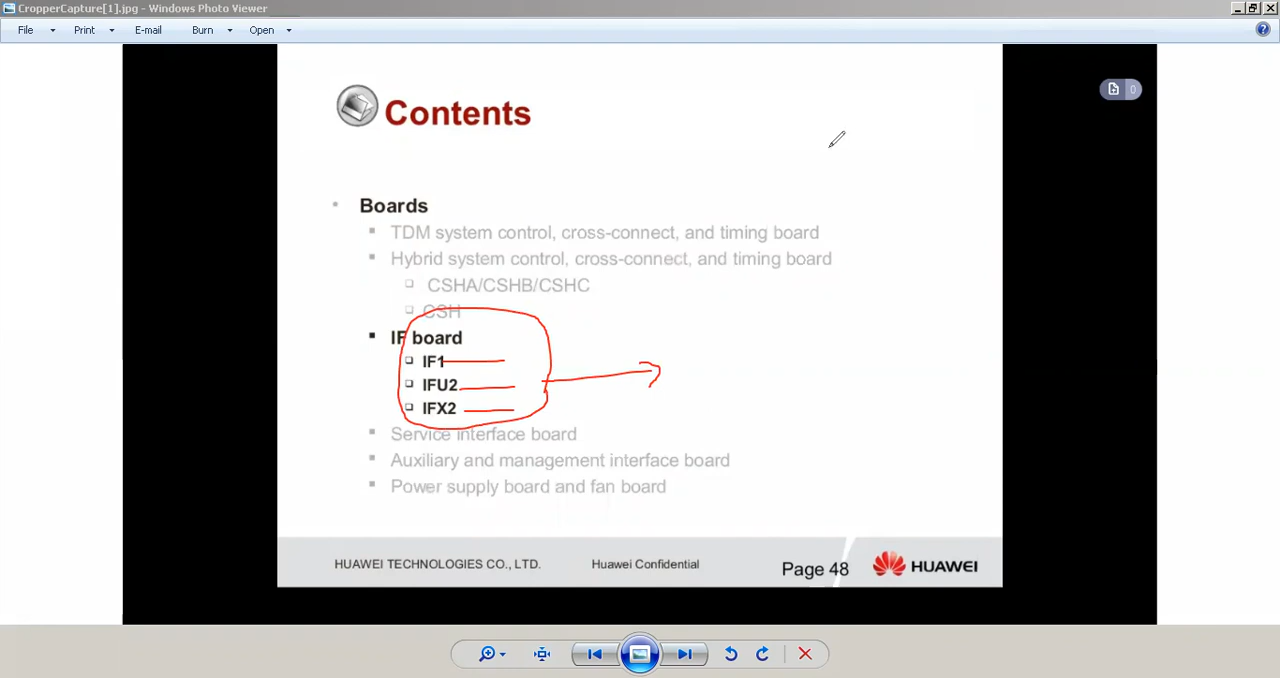 CropperCapture[1].jpg - Windows Photo Viewer
File Print E-mail Burn Open
0
Contents
Boards
TDM system control, cross-connect, and timing board
Hybrid system control, cross-connect, and timing board
CSHA/CSHB/CSHC
CSH
IF board
IF1
IFU2
IFX2
Service interface board
Auxiliary and management interface board
Power supply board and fan board
HUAWEI TECHNOLOGIES CO., LTD. Huawei Confidential Page 48 HUAWEI